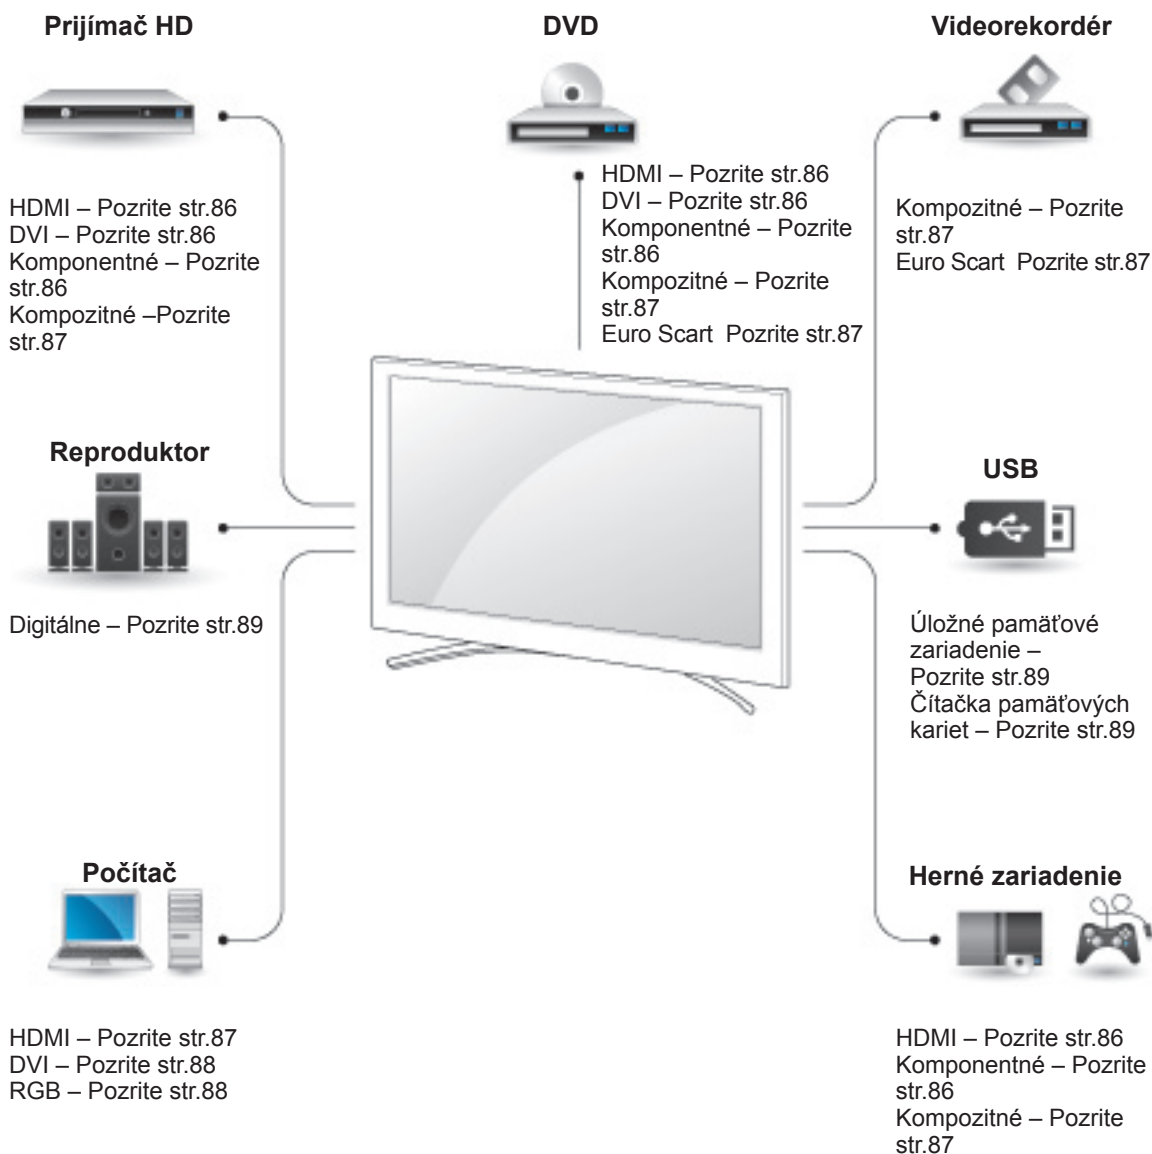 Prijímač HD
HDMI – Pozrite str.86
DVI – Pozrite str.86
Komponentné – Pozrite
str.86
Kompozitné –Pozrite
str.87
DVD
HDMI – Pozrite str.86
DVI – Pozrite str.86
Komponentné – Pozrite
str.86
Kompozitné – Pozrite
str.87
Euro Scart  Pozrite str.87
Videorekordér
Kompozitné – Pozrite
str.87
Euro Scart  Pozrite str.87
Reproduktor
Digitálne – Pozrite str.89
USB
Úložné pamäťové
zariadenie –
Pozrite str.89
Čítačka pamäťových
kariet – Pozrite str.89
Počítač
HDMI – Pozrite str.87
DVI – Pozrite str.88
RGB – Pozrite str.88
Herné zariadenie
HDMI – Pozrite str.86
Komponentné – Pozrite
str.86
Kompozitné – Pozrite
str.87